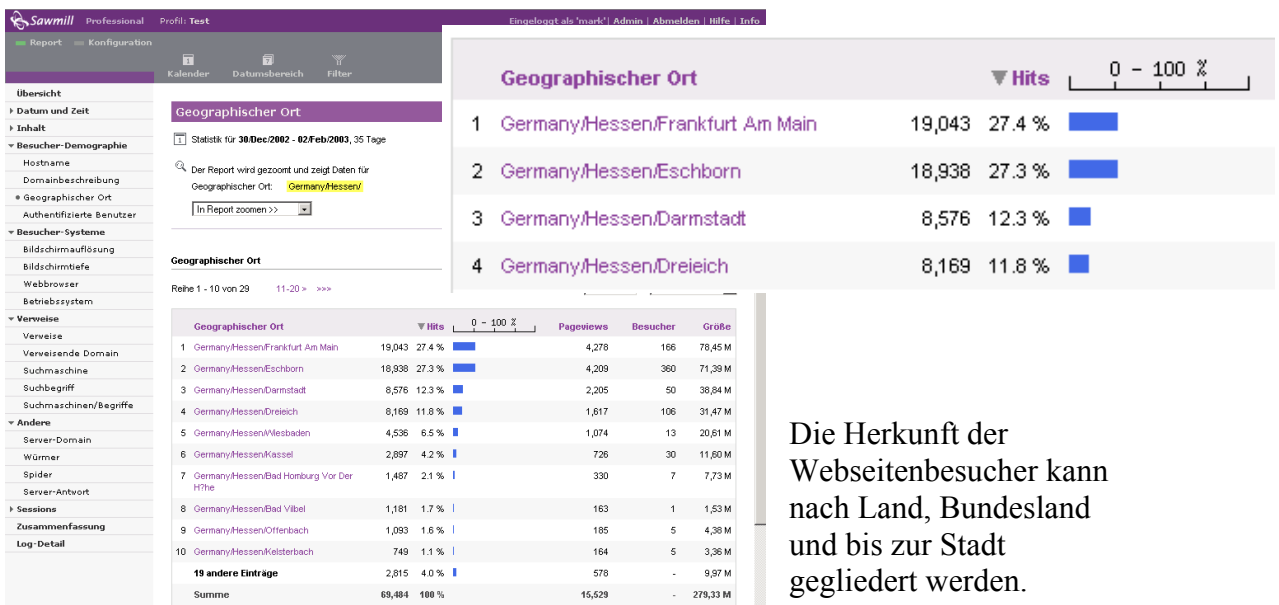 Sawmill Professional Profil: Test Eingeloggt als 'mark' | Admin | Abmelden | Hilfe | Info
Report Konfiguration
Kalender Datumsbereich Filter
Übersicht
Datum und Zeit
Inhalt
Besucher-Demographie
Hostname
Domainbeschreibung
Geographischer Ort
Authentifizierte Benutzer
Besucher-Systeme
Bildschirmauflösung
Bildschirmtiefe
Webbrowser
Betriebssystem
Verweise
Verweise
Verweisende Domain
Suchmaschine
Suchbegriff
Suchmaschinen/Begriffe
Andere
Server-Domain
Würmer
Spider
Server-Antwort
Sessions
Zusammenfassung
Log-Detail
Geographischer Ort
Statistik für 30/Dec/2002 - 02/Feb/2003, 35 Tage
Der Report wird gezoomt und zeigt Daten für
Geographischer Ort: Germany/Hessen/
In Report zoomen >>
Geographischer Ort
Reihe 1 - 10 von 29 11-20 > >>>
Geographischer Ort Hits 0 - 100 % Pageviews Besucher Größe
1 Germany/Hessen/Frankfurt Am Main 19,043 27.4 % 4,278 166 78,45 M
2 Germany/Hessen/Eschborn 18,938 27.3 % 4,209 360 71,39 M
3 Germany/Hessen/Darmstadt 8,576 12.3 % 2,205 50 38,84 M
4 Germany/Hessen/Dreieich 8,169 11.8 % 1,617 106 31,47 M
5 Germany/Hessen/Wiesbaden 4,536 6.5 % 1,074 13 20,61 M
6 Germany/Hessen/Kassel 2,897 4.2 % 726 30 11,60 M
7 Germany/Hessen/Bad Homburg Vor Der 1,487 2.1 % 330 7 7,73 M
H?he
8 Germany/Hessen/Bad Vilbel 1,181 1.7 % 163 1 1,53 M
9 Germany/Hessen/Offenbach 1,093 1.6 % 185 5 4,38 M
10 Germany/Hessen/Kelsterbach 749 1.1 % 164 5 3,36 M
19 andere Einträge 2,815 4.0 % 578 - 9,97 M
Summe 69,484 100 % 15,529 - 279,33 M
Geographischer Ort Hits 0 - 100 %
1 Germany/Hessen/Frankfurt Am Main 19,043 27.4 %
2 Germany/Hessen/Eschborn 18,938 27.3 %
3 Germany/Hessen/Darmstadt 8,576 12.3 %
4 Germany/Hessen/Dreieich 8,169 11.8 %
Die Herkunft der
Webseitenbesucher kann
nach Land, Bundesland
und bis zur Stadt
gegliedert werden.